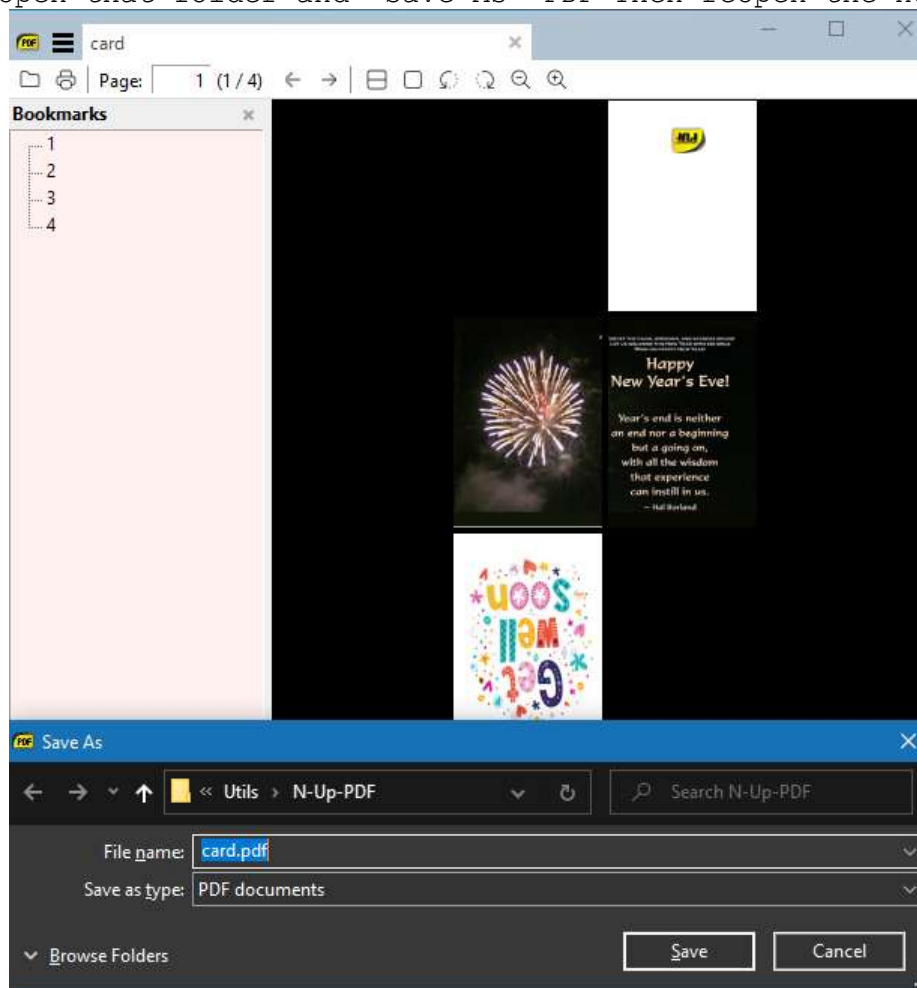 open that folder and "Save As" PDF Then reopen the n
PDF
card
Page: 1 (1 / 4)
Bookmarks
1
2
3
4
PDF
Happy
New Year's Eve!
Year's end is neither
an end nor a beginning
but a going on,
with all the wisdom
that experience
can instill in us.
~ Hal Borland
Get
well
soon
PDF
Save As
« Utils › N-Up-PDF
Search N-Up-PDF
File name: card.pdf
Save as type: PDF documents
Browse Folders
Save
Cancel